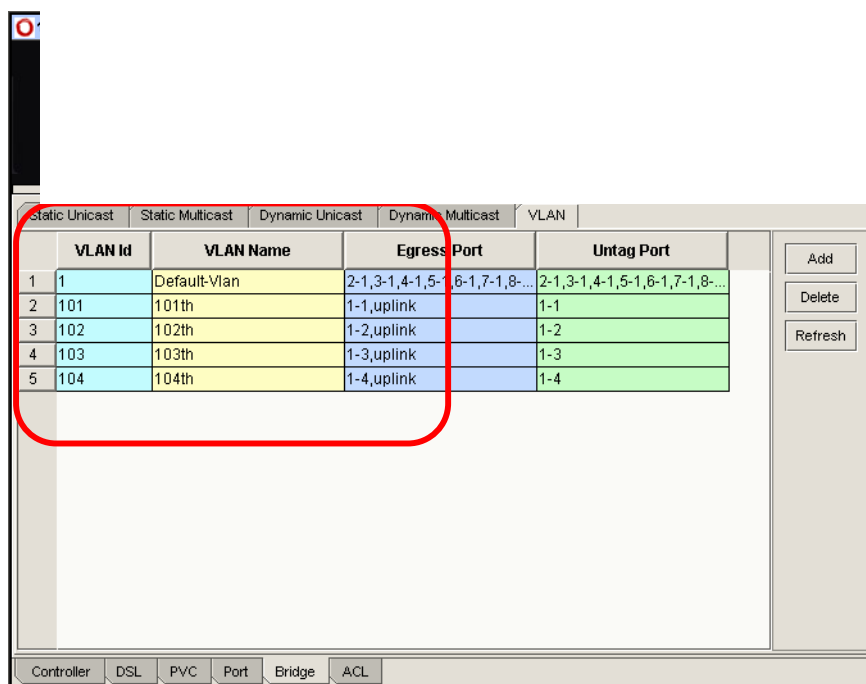 Static Unicast Static Multicast Dynamic Unicast Dynamic Multicast VLAN
VLAN Id VLAN Name Egress Port Untag Port
Add
1 1 Default-Vlan 2-1,3-1,4-1,5-1,6-1,7-1,8-... 2-1,3-1,4-1,5-1,6-1,7-1,8-...
Delete
2 101 101th 1-1,uplink 1-1
3 102 102th 1-2,uplink 1-2
Refresh
4 103 103th 1-3,uplink 1-3
5 104 104th 1-4,uplink 1-4
Controller DSL PVC Port Bridge ACL